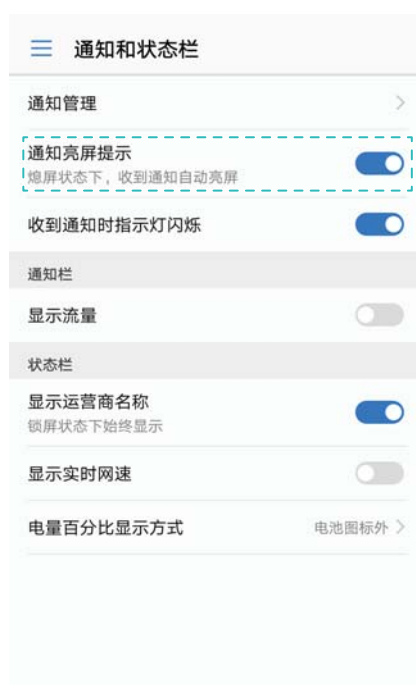 通知和状态栏
通知管理
通知亮屏提示
熄屏状态下，收到通知自动亮屏
收到通知时指示灯闪烁
通知栏
显示流量
状态栏
显示运营商名称
锁屏状态下始终显示
显示实时网速
电量百分比显示方式 电池图标外